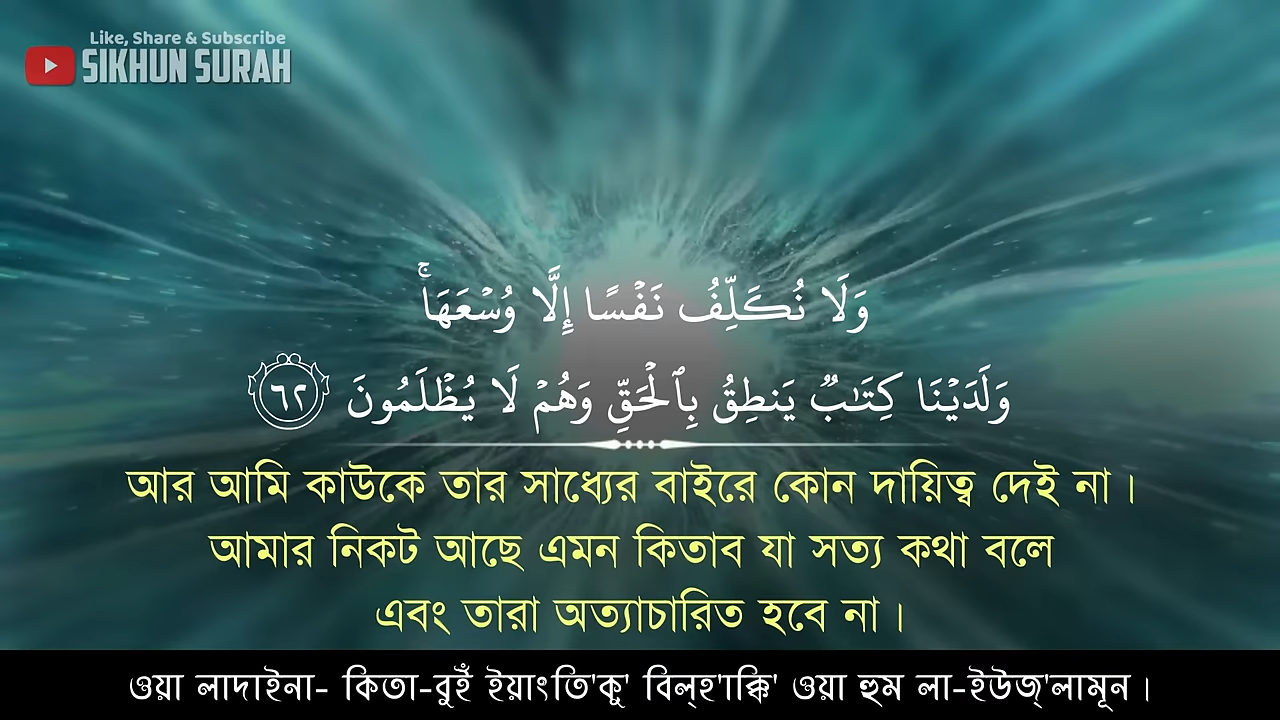 Like, Share & Subscribe
SIKHUN SURAH
وَلَا نُكَلِّفُ نَفْسًا إِلَّا وُسْعَهَاۚ
وَلَدَيْنَا كِتَٰبٌ يَنطِقُ بِٱلْحَقِّ وَهُمْ لَا يُظْلَمُونَ ٦٢
আর আমি কাউকে তার সাধ্যের বাইরে কোন দায়িত্ব দেই না।
আমার নিকট আছে এমন কিতাব যা সত্য কথা বলে
এবং তারা অত্যাচারিত হবে না।
ওয়া লাদাইনা- কিতা-বুইঁ ইয়াংতি'কু' বিল্হ'াক্কি' ওয়া হুম লা-ইউজ্'লামূন।